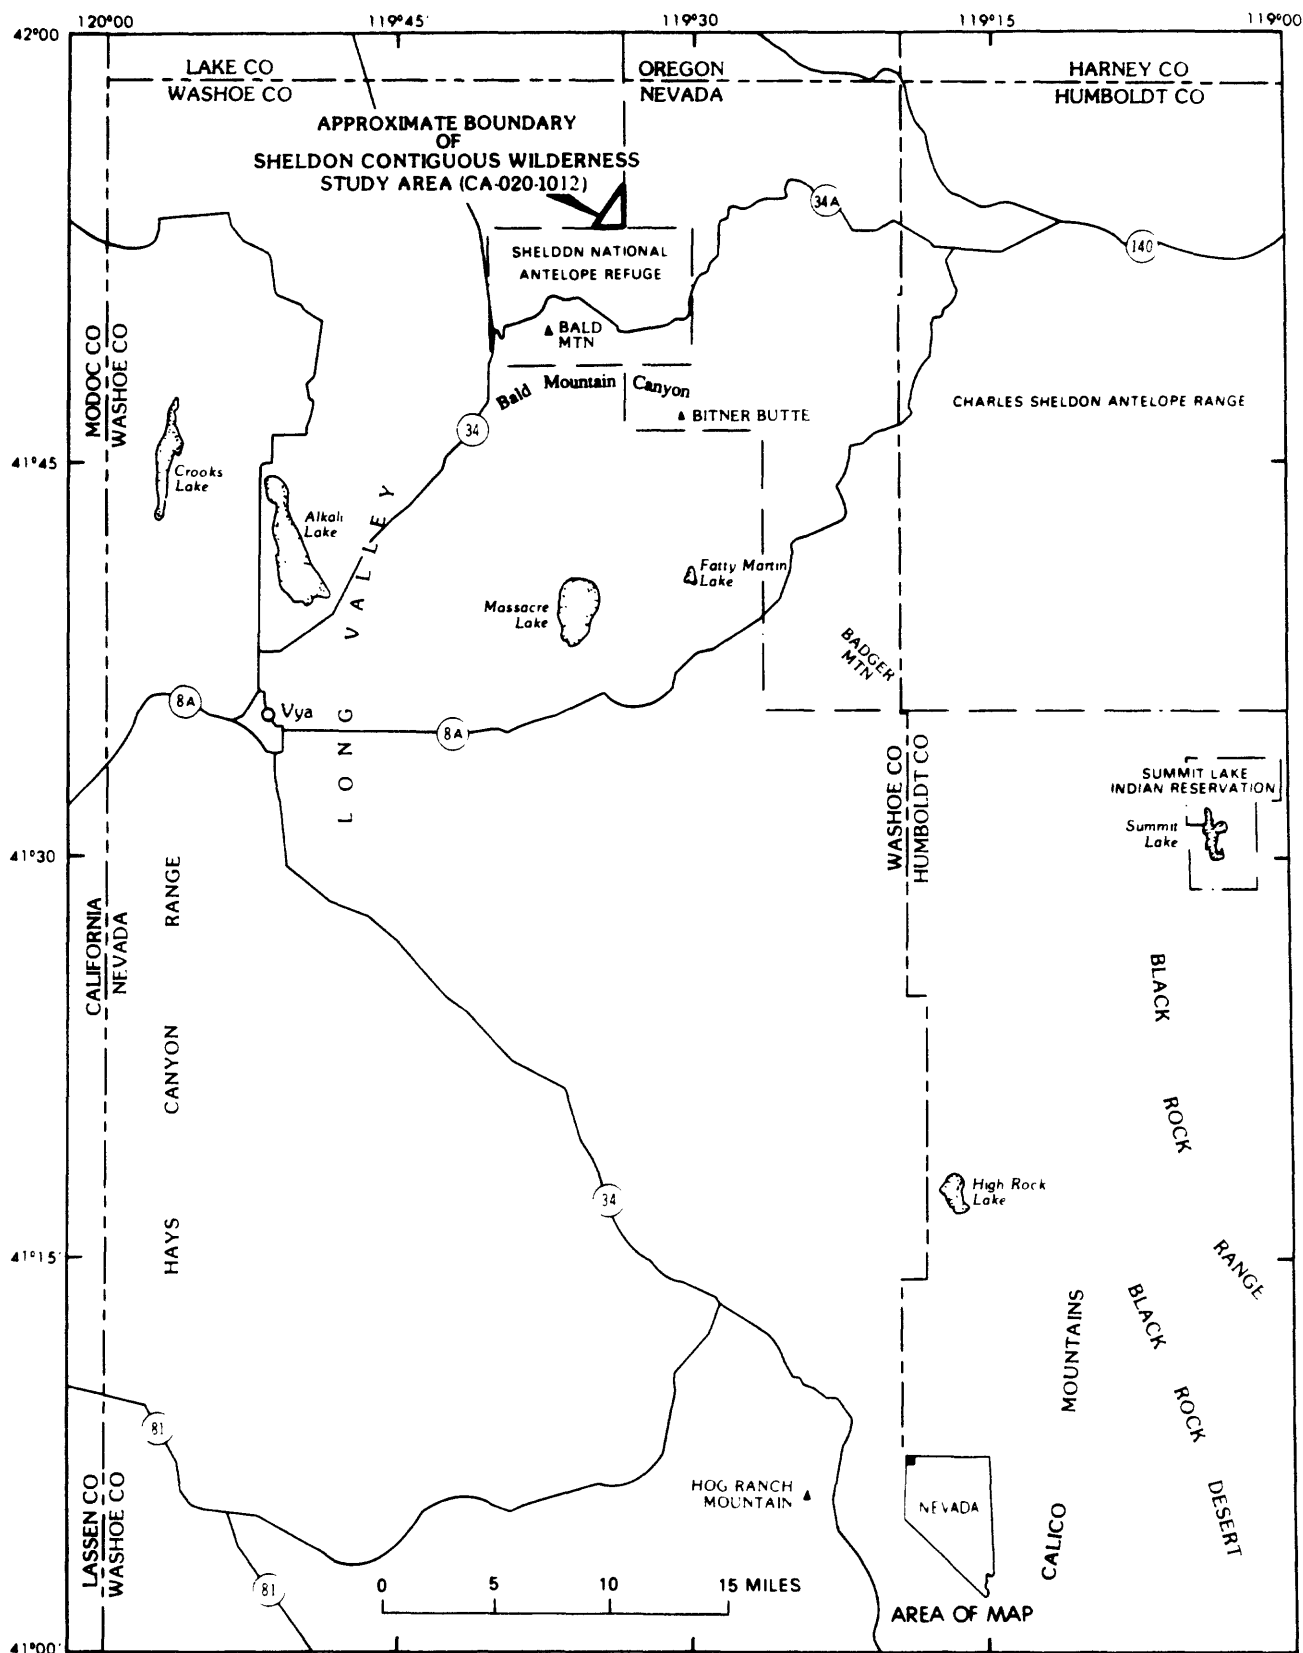 120°00'
119°45'
119°30
119°15'
119°00'
42°00'
LAKE CO
WASHOE CO
OREGON
NEVADA
HARNEY CO
HUMBOLDT CO
APPROXIMATE BOUNDARY
OF
SHELDON CONTIGUOUS WILDERNESS
STUDY AREA (CA-020-1012)
34A
140
SHELDDN NATIONAL
ANTELOPE REFUGE
BALD
MTN
MODOC CO
WASHOE CO
Bald Mountain Canyon
BITNER BUTTE
CHARLES SHELDON ANTELOPE RANGE
34
41°45
Crooks
Lake
Alkali
Lake
LONG VALLEY
Fatty Martin
Lake
Massacre
Lake
BADGER
MTN
8A
Vya
8A
WASHOE CO
HUMBOLDT CO
SUMMIT LAKE
INDIAN RESERVATION
Summit
Lake
41°30
CALIFORNIA
NEVADA
HAYS CANYON RANGE
BLACK ROCK RANGE
34
High Rock
Lake
41°15'
CALICO MOUNTAINS
BLACK ROCK DESERT
81
LASSEN CO
WASHOE CO
HOG RANCH
MOUNTAIN
NEVADA
81
0 5 10 15 MILES
AREA OF MAP
41°00'